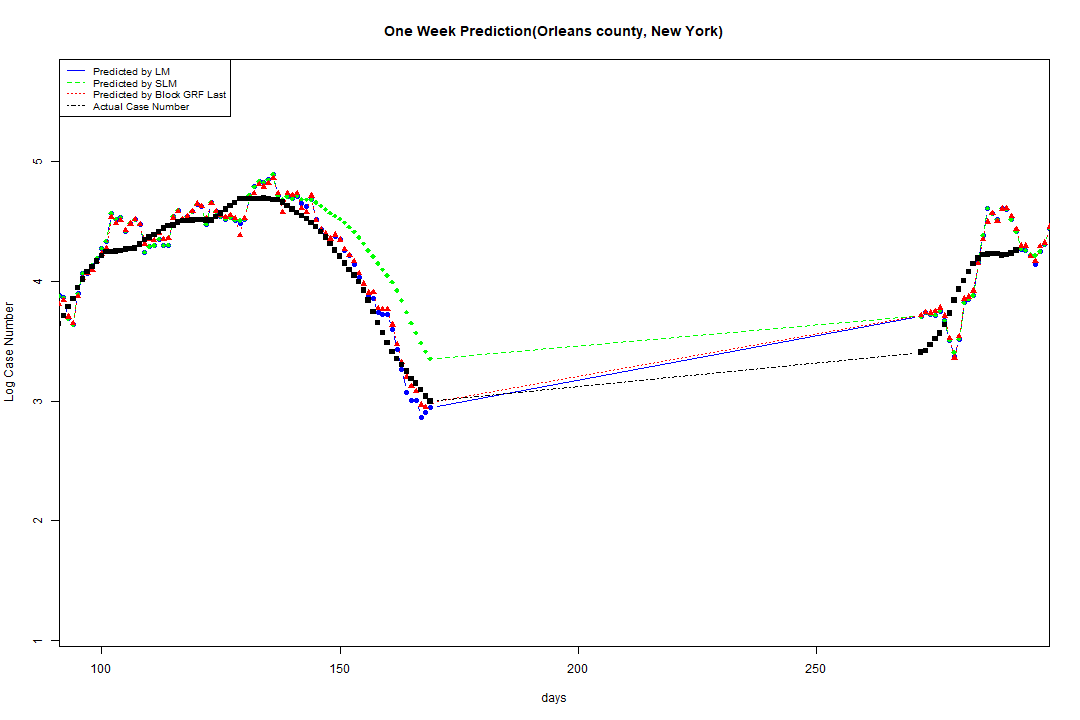 One Week Prediction(Orleans county, New York)
Predicted by LM
Predicted by SLM
Predicted by Block GRF Last
Actual Case Number
Log Case Number
5
4
3
2
1
100 150 200 250
days